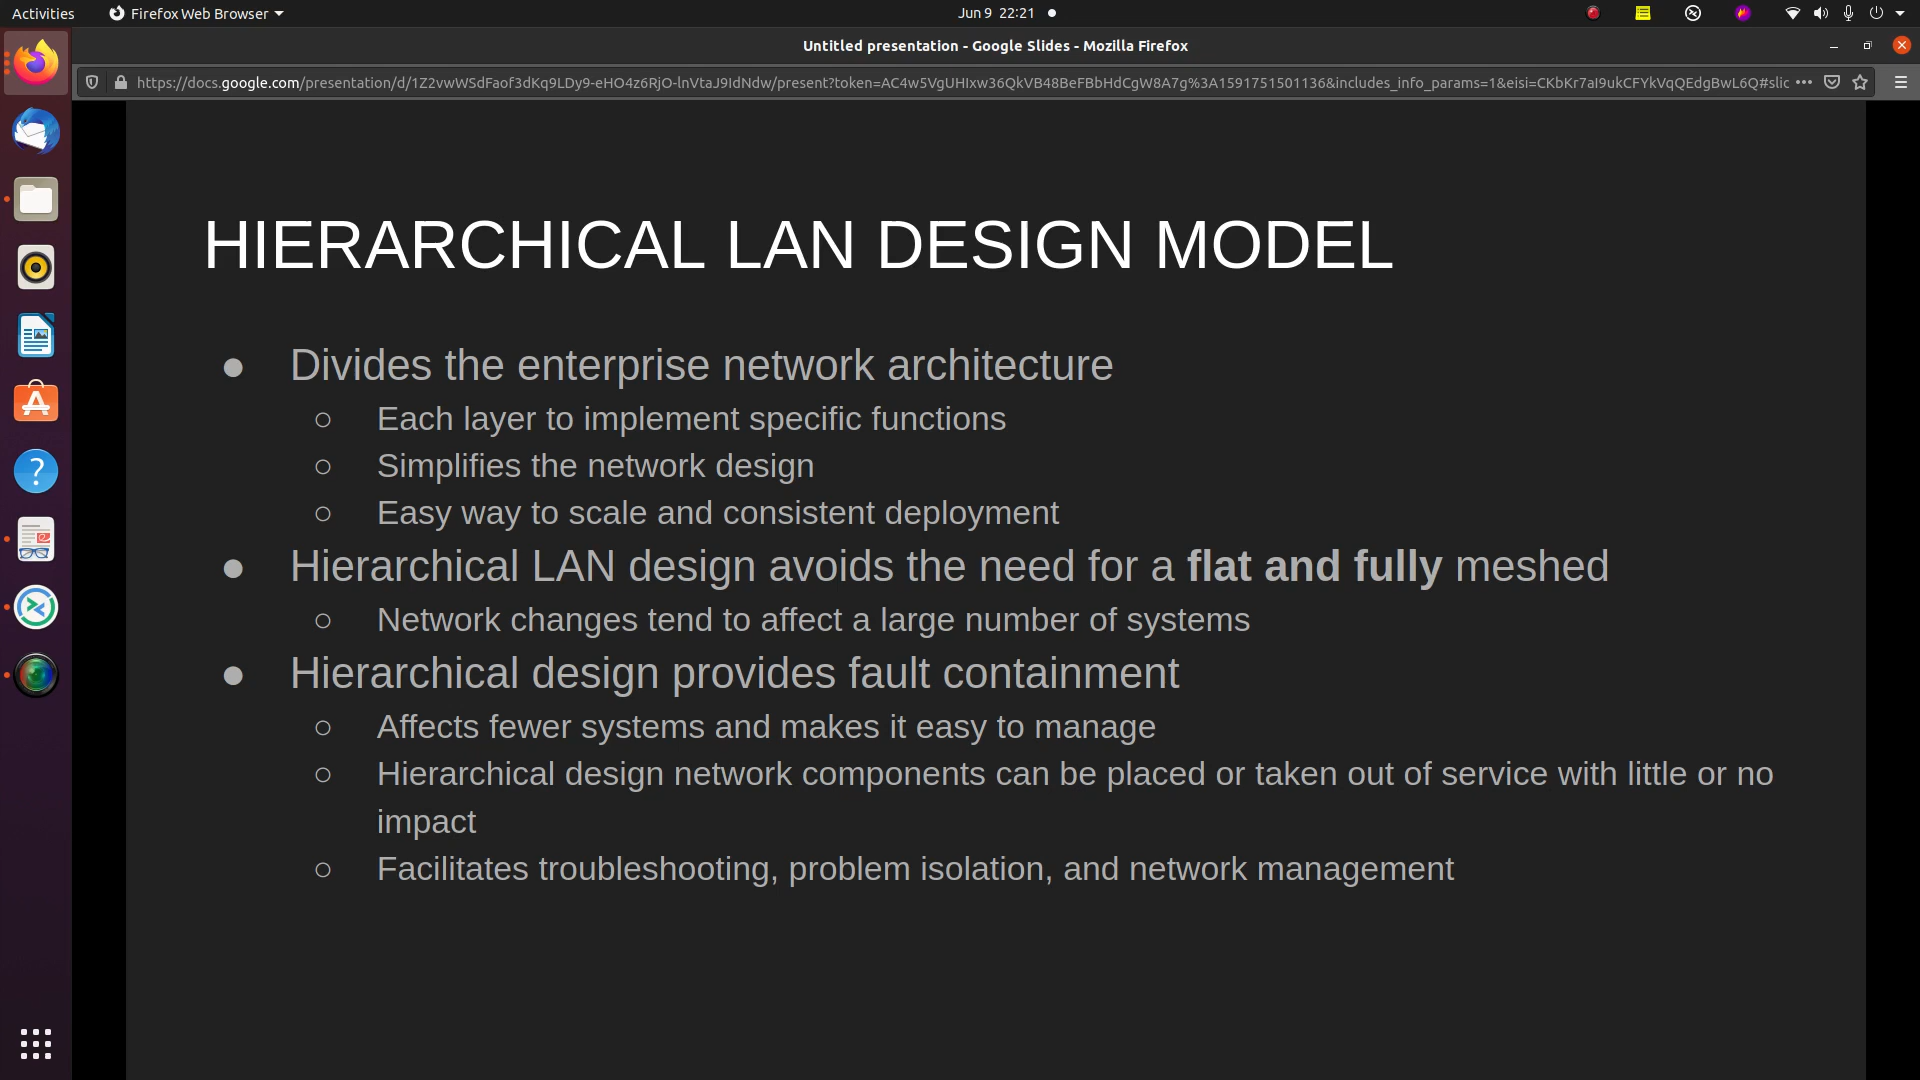 Activities
Firefox Web Browser
Jun 9 22:21
Untitled presentation - Google Slides - Mozilla Firefox
https://docs.google.com/presentation/d/1Z2vwWSdFaof3dKq9LDy9-eHO4z6RjO-lnVtaJ9IdNdw/present?token=AC4w5VgUHIxw36QkVB48BeFBbHdCgW8A7g%3A1591751501136&includes_info_params=1&eisi=CKbKr7aI9ukCFYkVqQEdgBwL6Q#slic
HIERARCHICAL LAN DESIGN MODEL
● Divides the enterprise network architecture
○ Each layer to implement specific functions
○ Simplifies the network design
○ Easy way to scale and consistent deployment
● Hierarchical LAN design avoids the need for a flat and fully meshed
○ Network changes tend to affect a large number of systems
● Hierarchical design provides fault containment
○ Affects fewer systems and makes it easy to manage
○ Hierarchical design network components can be placed or taken out of service with little or no
impact
○ Facilitates troubleshooting, problem isolation, and network management